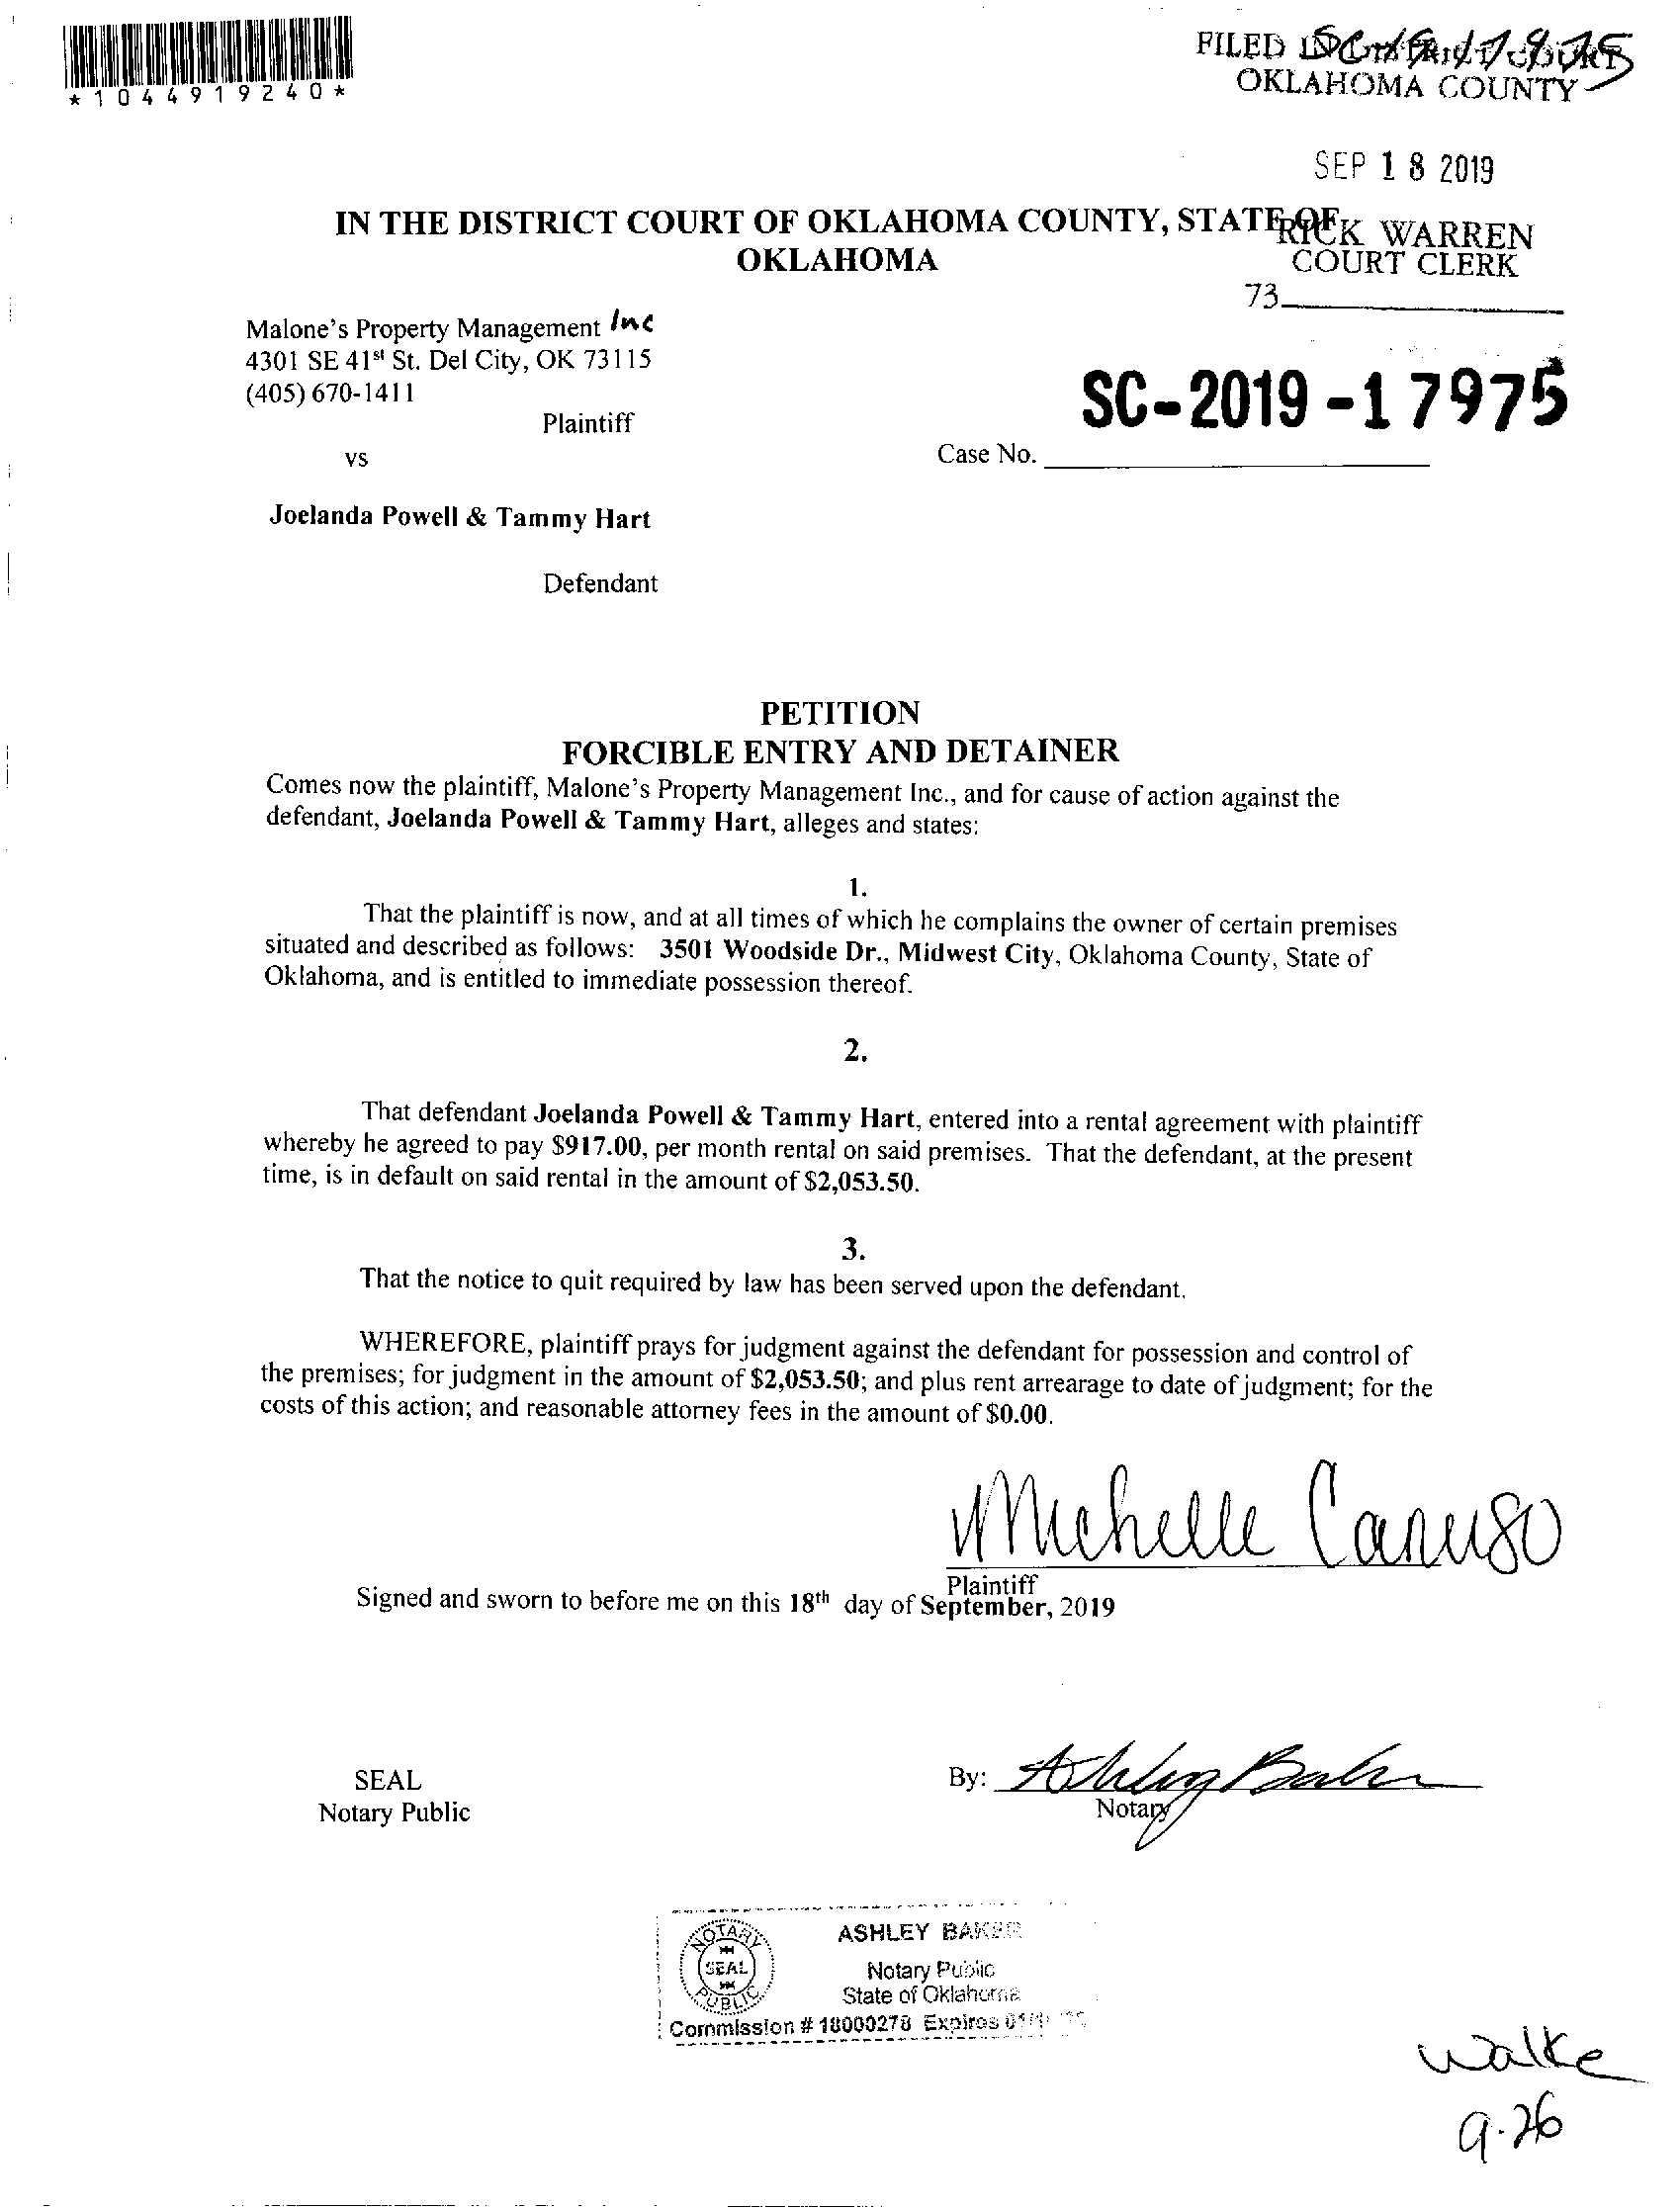 *1044919240*
FILED IN DISTRICT COURT
OKLAHOMA COUNTY
SC-19-17975
SEP 18 2019
RICK WARREN
COURT CLERK
73
IN THE DISTRICT COURT OF OKLAHOMA COUNTY, STATE OF
OKLAHOMA
Malone's Property Management Inc
4301 SE 41st St. Del City, OK 73115
(405) 670-1411
Plaintiff
SC-2019-17975
vs
Case No.
Joelanda Powell & Tammy Hart
Defendant
PETITION
FORCIBLE ENTRY AND DETAINER
Comes now the plaintiff, Malone's Property Management Inc., and for cause of action against the
defendant, Joelanda Powell & Tammy Hart, alleges and states:
1.
That the plaintiff is now, and at all times of which he complains the owner of certain premises
situated and described as follows: 3501 Woodside Dr., Midwest City, Oklahoma County, State of
Oklahoma, and is entitled to immediate possession thereof.
2.
That defendant Joelanda Powell & Tammy Hart, entered into a rental agreement with plaintiff
whereby he agreed to pay $917.00, per month rental on said premises. That the defendant, at the present
time, is in default on said rental in the amount of $2,053.50.
3.
That the notice to quit required by law has been served upon the defendant.
WHEREFORE, plaintiff prays for judgment against the defendant for possession and control of
the premises; for judgment in the amount of $2,053.50; and plus rent arrearage to date of judgment; for the
costs of this action; and reasonable attorney fees in the amount of $0.00.
Michelle Caruso
Plaintiff
Signed and sworn to before me on this 18th day of September, 2019
SEAL
Notary Public
By: Ashley Baker
Notary
NOTARY
SEAL
PUBLIC
ASHLEY BAKER
Notary Public
State of Oklahoma
Commission # 18000278 Expires
Walke
9.26